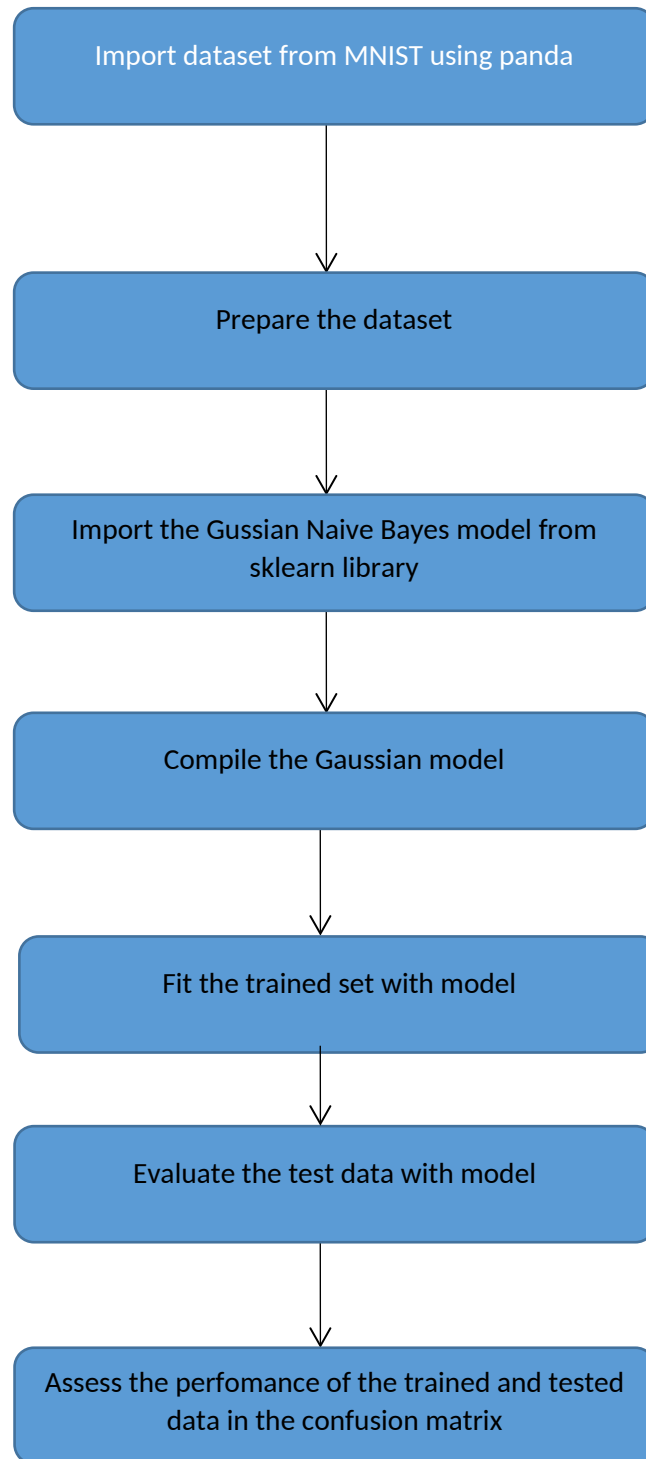 Import dataset from MNIST using panda
Prepare the dataset
Import the Gussian Naive Bayes model from
sklearn library
Compile the Gaussian model
Fit the trained set with model
Evaluate the test data with model
Assess the perfomance of the trained and tested
data in the confusion matrix